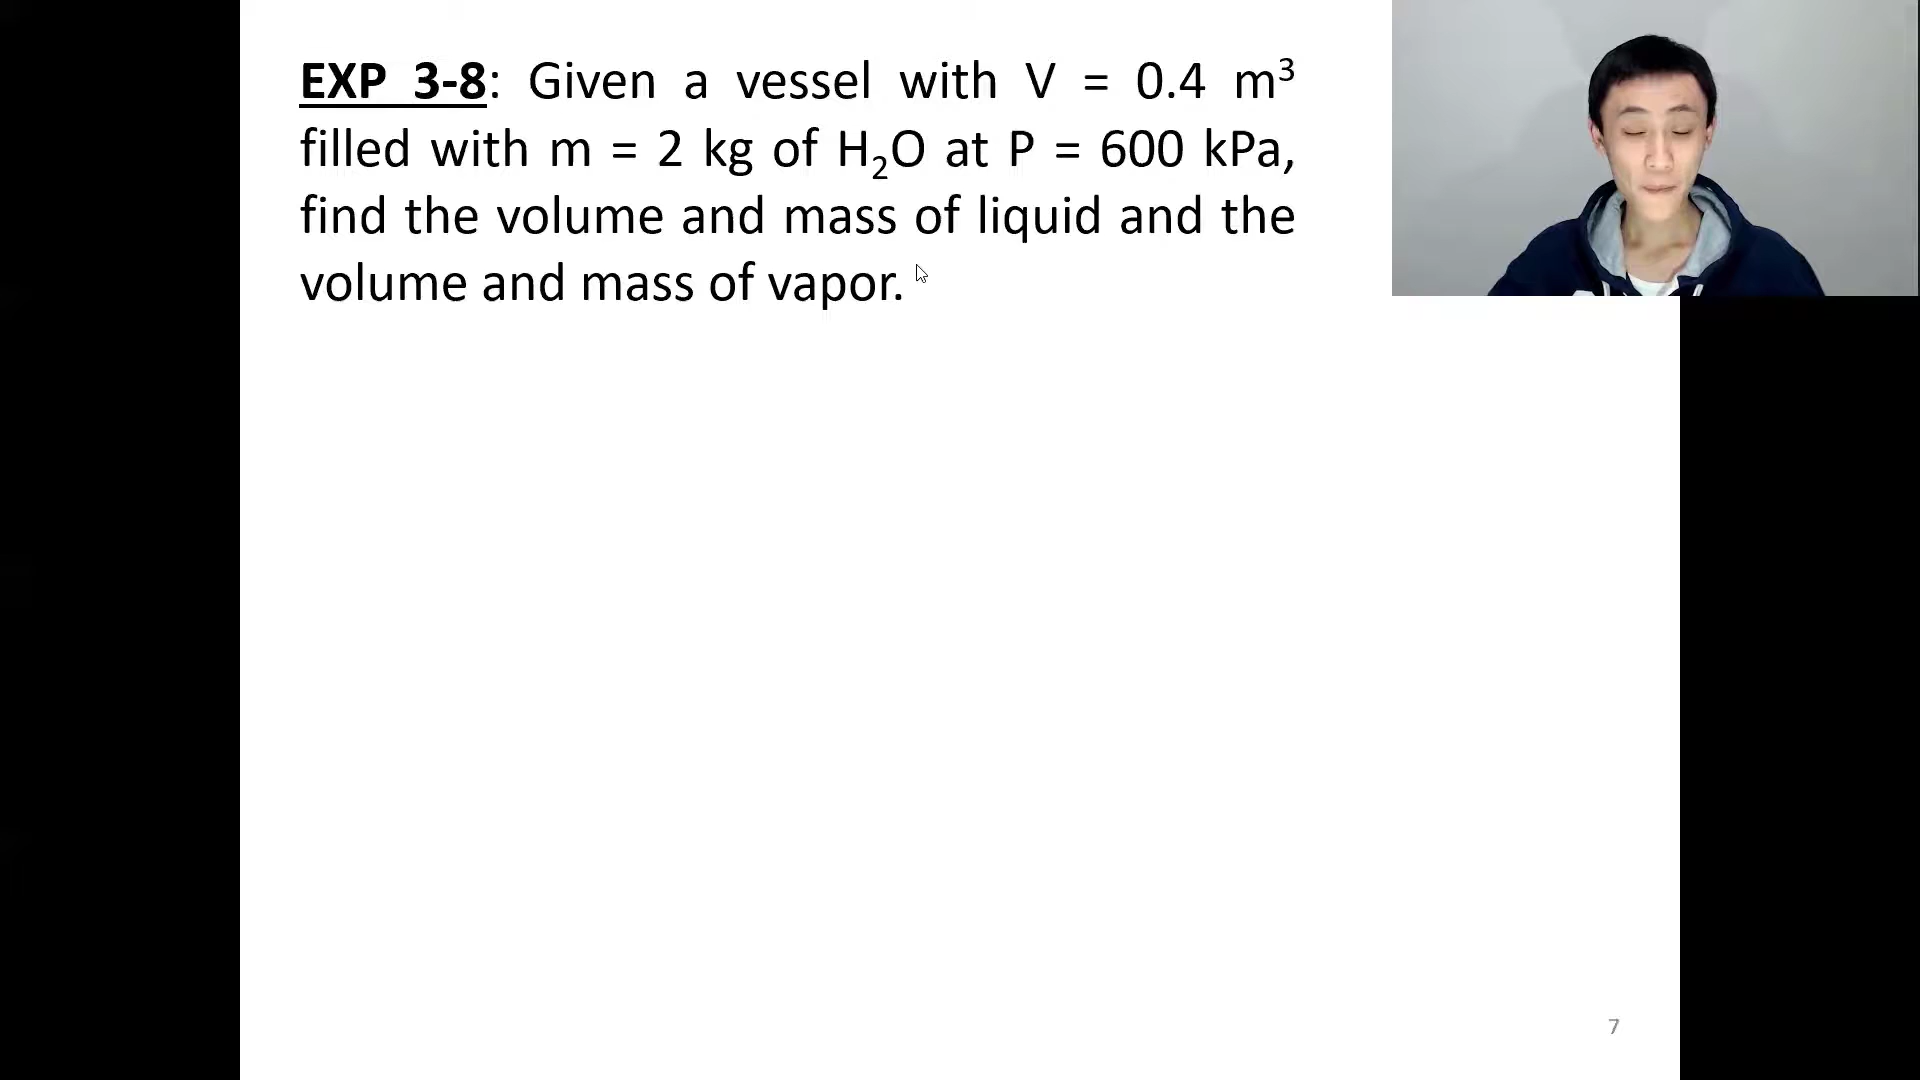 EXP 3-8: Given a vessel with V = 0.4 m³
filled with m = 2 kg of H₂O at P = 600 kPa,
find the volume and mass of liquid and the
volume and mass of vapor.
7